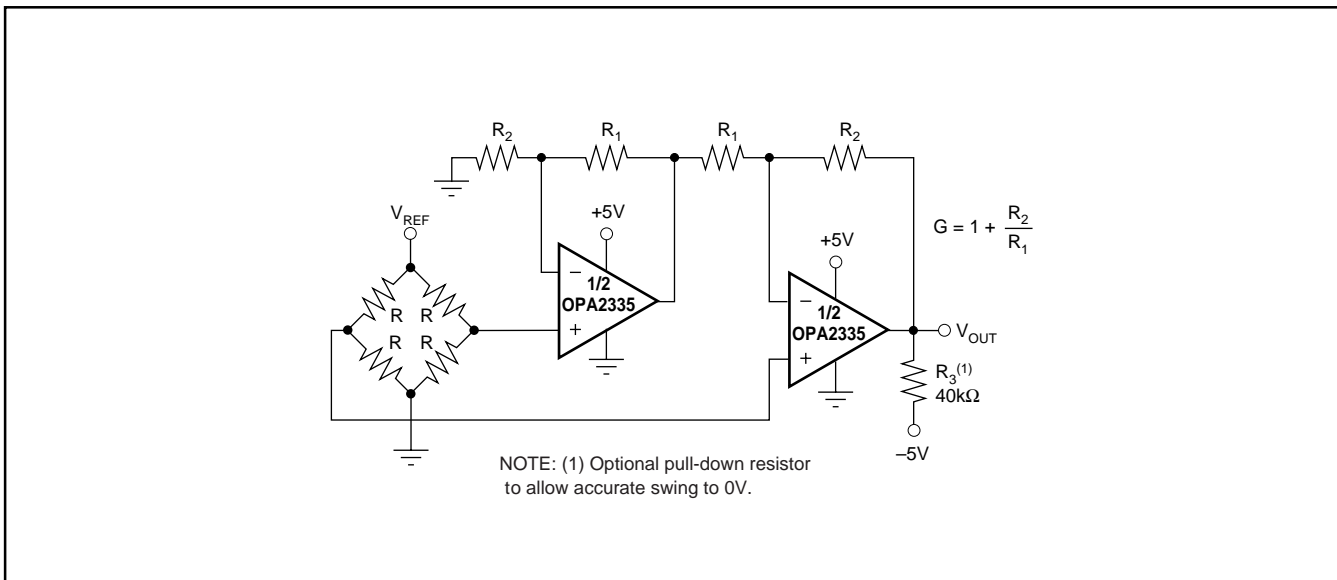 R2 R1 R1 R2
VREF
+5V
+5V
G = 1 + R2/R1
−
1/2
OPA2335
+
−
1/2
OPA2335
+
R R
R R
VOUT
R3(1)
40kΩ
–5V
NOTE: (1) Optional pull-down resistor
to allow accurate swing to 0V.